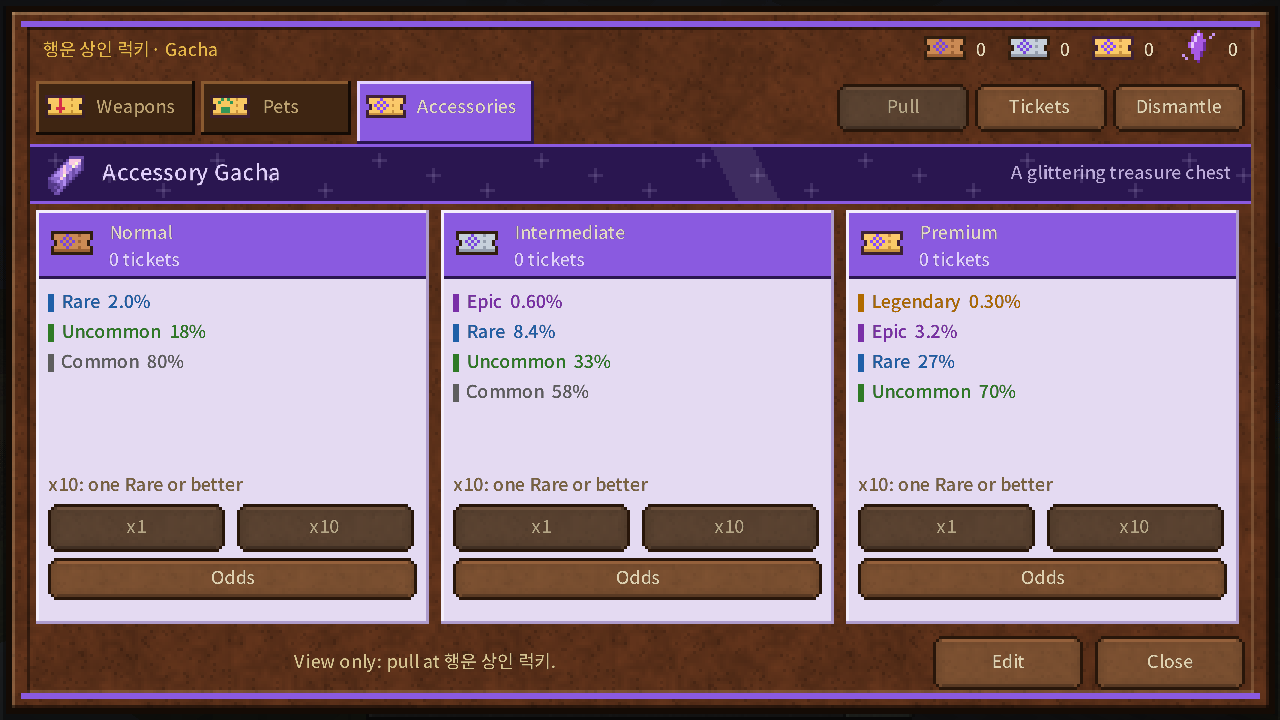 행운 상인 럭키 · Gacha
0 0 0 0
Weapons Pets Accessories Pull Tickets Dismantle
Accessory Gacha A glittering treasure chest
Normal
0 tickets
Rare 2.0%
Uncommon 18%
Common 80%
x10: one Rare or better
x1 x10
Odds
Intermediate
0 tickets
Epic 0.60%
Rare 8.4%
Uncommon 33%
Common 58%
x10: one Rare or better
x1 x10
Odds
Premium
0 tickets
Legendary 0.30%
Epic 3.2%
Rare 27%
Uncommon 70%
x10: one Rare or better
x1 x10
Odds
View only: pull at 행운 상인 럭키.
Edit Close